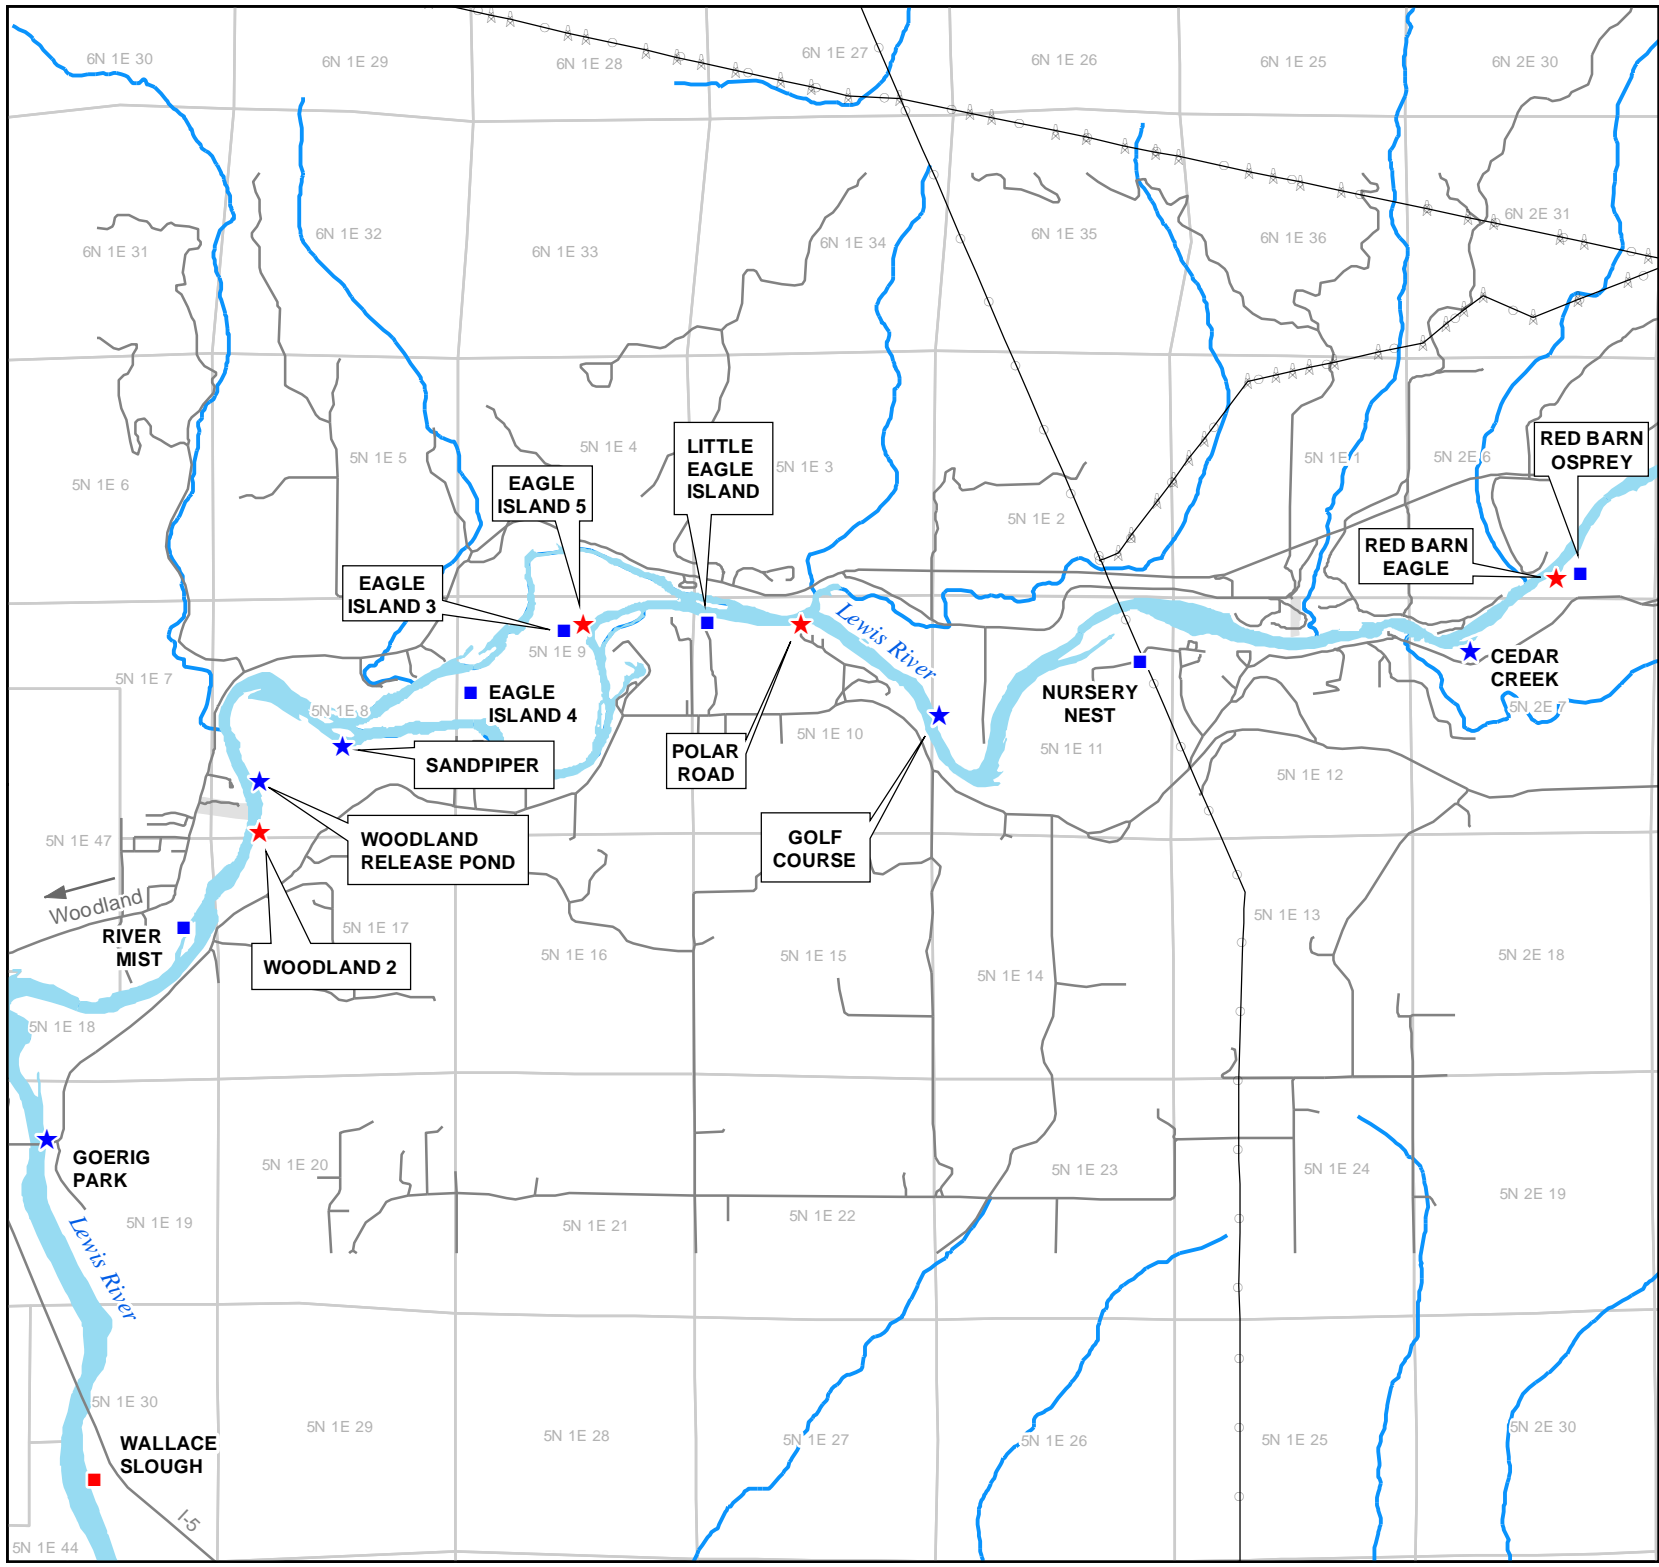 6N 1E 30
6N 1E 29
6N 1E 28
6N 1E 27
6N 1E 26
6N 1E 25
6N 2E 30
6N 1E 31
6N 1E 32
6N 1E 33
6N 1E 34
6N 1E 35
6N 1E 36
6N 2E 31
5N 1E 6
5N 1E 5
5N 1E 4
5N 1E 3
5N 1E 2
5N 1E 1
5N 2E 6
RED BARN
OSPREY
LITTLE
EAGLE
ISLAND
EAGLE
ISLAND 5
RED BARN
EAGLE
EAGLE
ISLAND 3
Lewis River
5N 1E 9
5N 1E 7
5N 1E 8
EAGLE
ISLAND 4
NURSERY
NEST
CEDAR
CREEK
5N 2E 7
5N 1E 10
5N 1E 11
5N 1E 12
SANDPIPER
POLAR
ROAD
WOODLAND
RELEASE POND
GOLF
COURSE
5N 1E 47
Woodland
RIVER
MIST
5N 1E 17
WOODLAND 2
5N 1E 16
5N 1E 15
5N 1E 14
5N 1E 13
5N 2E 18
5N 1E 18
GOERIG
PARK
5N 1E 20
5N 1E 23
5N 1E 24
5N 2E 19
5N 1E 19
5N 1E 21
5N 1E 22
Lewis River
5N 1E 30
5N 1E 29
5N 1E 28
5N 1E 27
5N 1E 26
5N 1E 25
5N 2E 30
WALLACE
SLOUGH
I-5
5N 1E 44